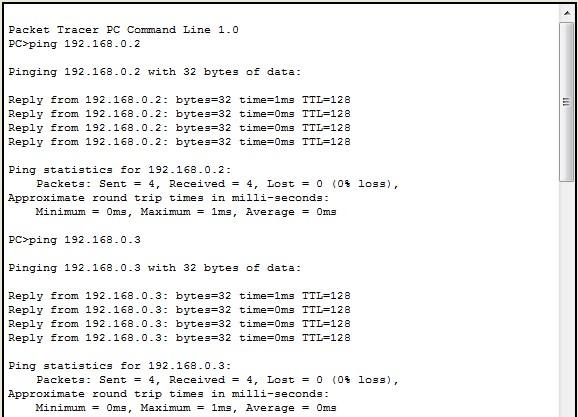 Packet Tracer PC Command Line 1.0
PC>ping 192.168.0.2
Pinging 192.168.0.2 with 32 bytes of data:
Reply from 192.168.0.2: bytes=32 time=1ms TTL=128
Reply from 192.168.0.2: bytes=32 time=0ms TTL=128
Reply from 192.168.0.2: bytes=32 time=0ms TTL=128
Reply from 192.168.0.2: bytes=32 time=0ms TTL=128
Ping statistics for 192.168.0.2:
    Packets: Sent = 4, Received = 4, Lost = 0 (0% loss),
Approximate round trip times in milli-seconds:
    Minimum = 0ms, Maximum = 1ms, Average = 0ms
PC>ping 192.168.0.3
Pinging 192.168.0.3 with 32 bytes of data:
Reply from 192.168.0.3: bytes=32 time=1ms TTL=128
Reply from 192.168.0.3: bytes=32 time=0ms TTL=128
Reply from 192.168.0.3: bytes=32 time=0ms TTL=128
Reply from 192.168.0.3: bytes=32 time=0ms TTL=128
Ping statistics for 192.168.0.3:
    Packets: Sent = 4, Received = 4, Lost = 0 (0% loss),
Approximate round trip times in milli-seconds:
    Minimum = 0ms, Maximum = 1ms, Average = 0ms